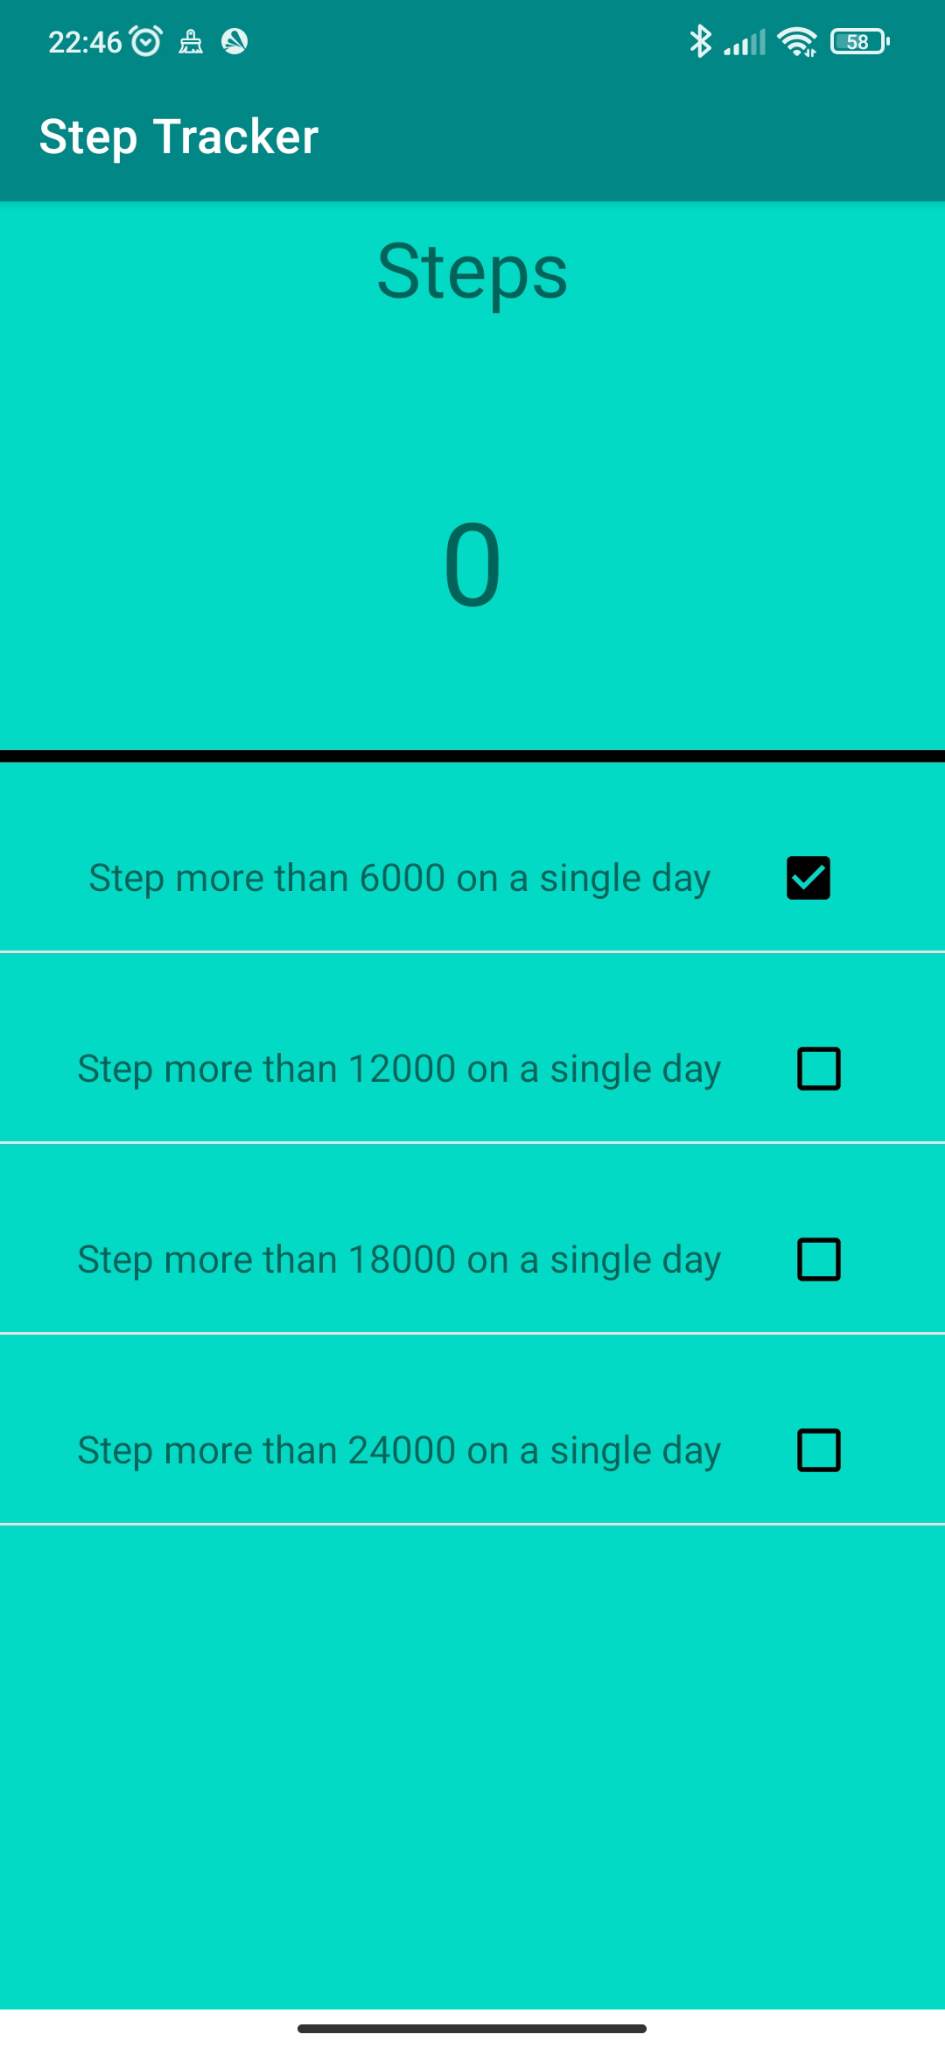 22:46
58
Step Tracker
Steps
0
Step more than 6000 on a single day
Step more than 12000 on a single day
Step more than 18000 on a single day
Step more than 24000 on a single day